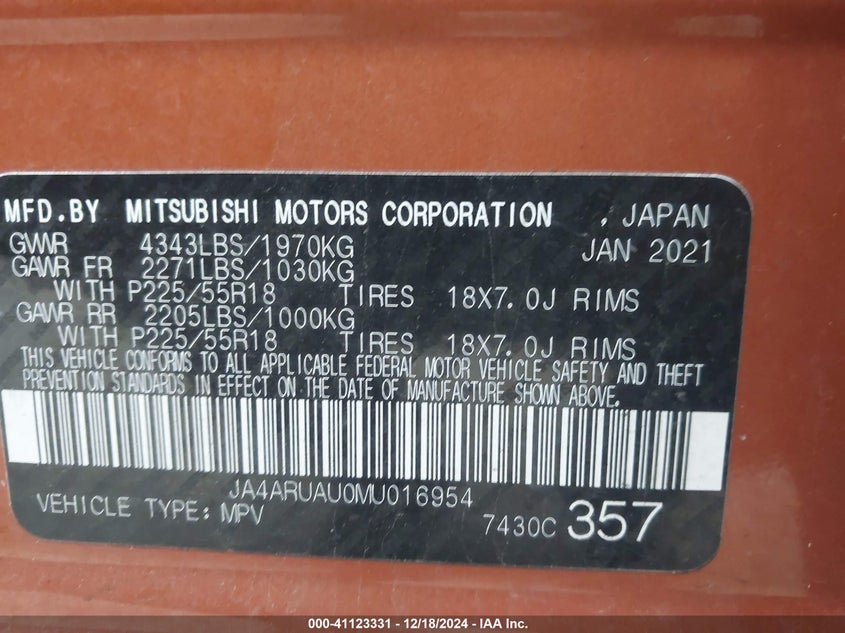 MFD.BY MITSUBISHI MOTORS CORPORATION , JAPAN
GVWR 4343LBS/1970KG JAN 2021
GAWR FR 2271LBS/1030KG
WITH P225/55R18 TIRES 18X7.0J RIMS
GAWR RR 2205LBS/1000KG
WITH P225/55R18 TIRES 18X7.0J RIMS
THIS VEHICLE CONFORMS TO ALL APPLICABLE FEDERAL MOTOR VEHICLE SAFETY AND THEFT
PREVENTION STANDARDS IN EFFECT ON THE DATE OF MANUFACTURE SHOWN ABOVE.
JA4ARUAU0MU016954
VEHICLE TYPE: MPV 7430C 357
000-41123331 - 12/18/2024 - IAA Inc.